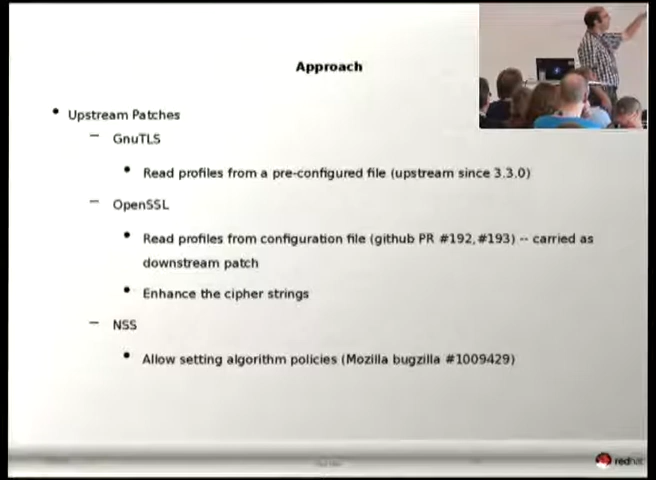 Approach
• Upstream Patches
– GnuTLS
• Read profiles from a pre-configured file (upstream since 3.3.0)
– OpenSSL
• Read profiles from configuration file (github PR #192,#193) -- carried as
downstream patch
• Enhance the cipher strings
– NSS
• Allow setting algorithm policies (Mozilla bugzilla #1009429)
redhat